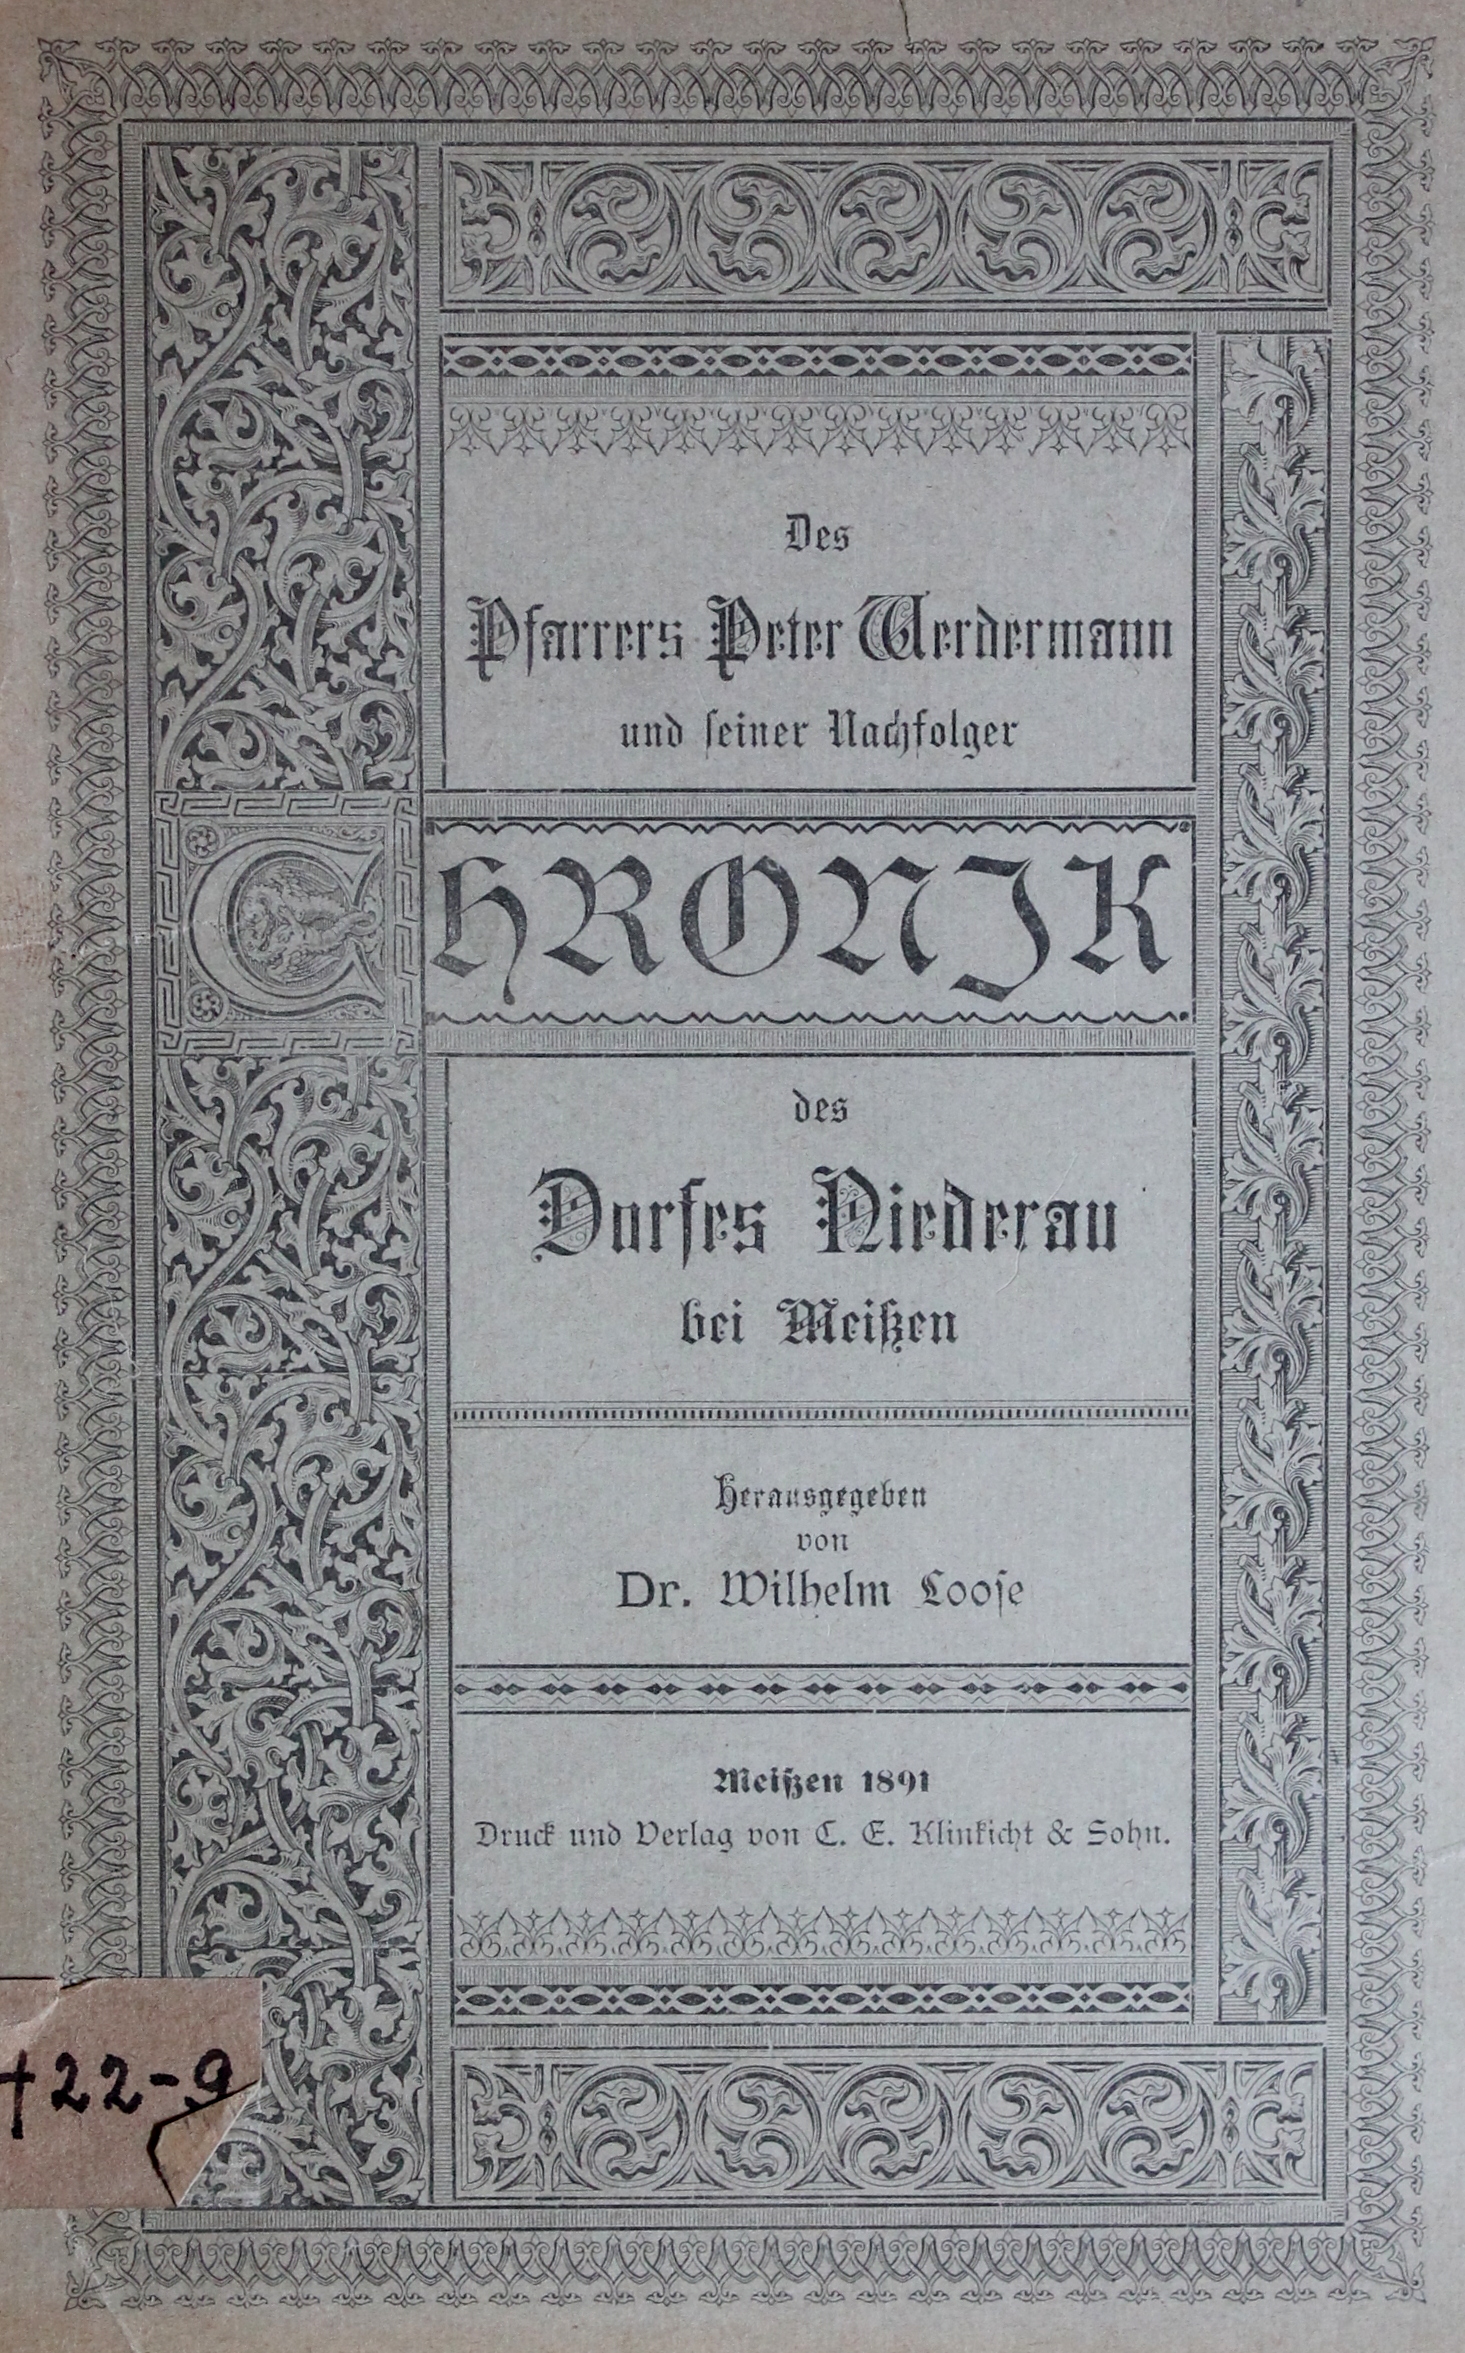 Des
Pfarrers Peter Werdermann
und ſeiner Nachfolger
CHRONIK
des
Dorfes Niederau
bei Meißen
Herausgegeben
von
Dr. Wilhelm Looſe
Meißen 1891
Druck und Verlag von C. E. Klinkicht & Sohn.
+22-9